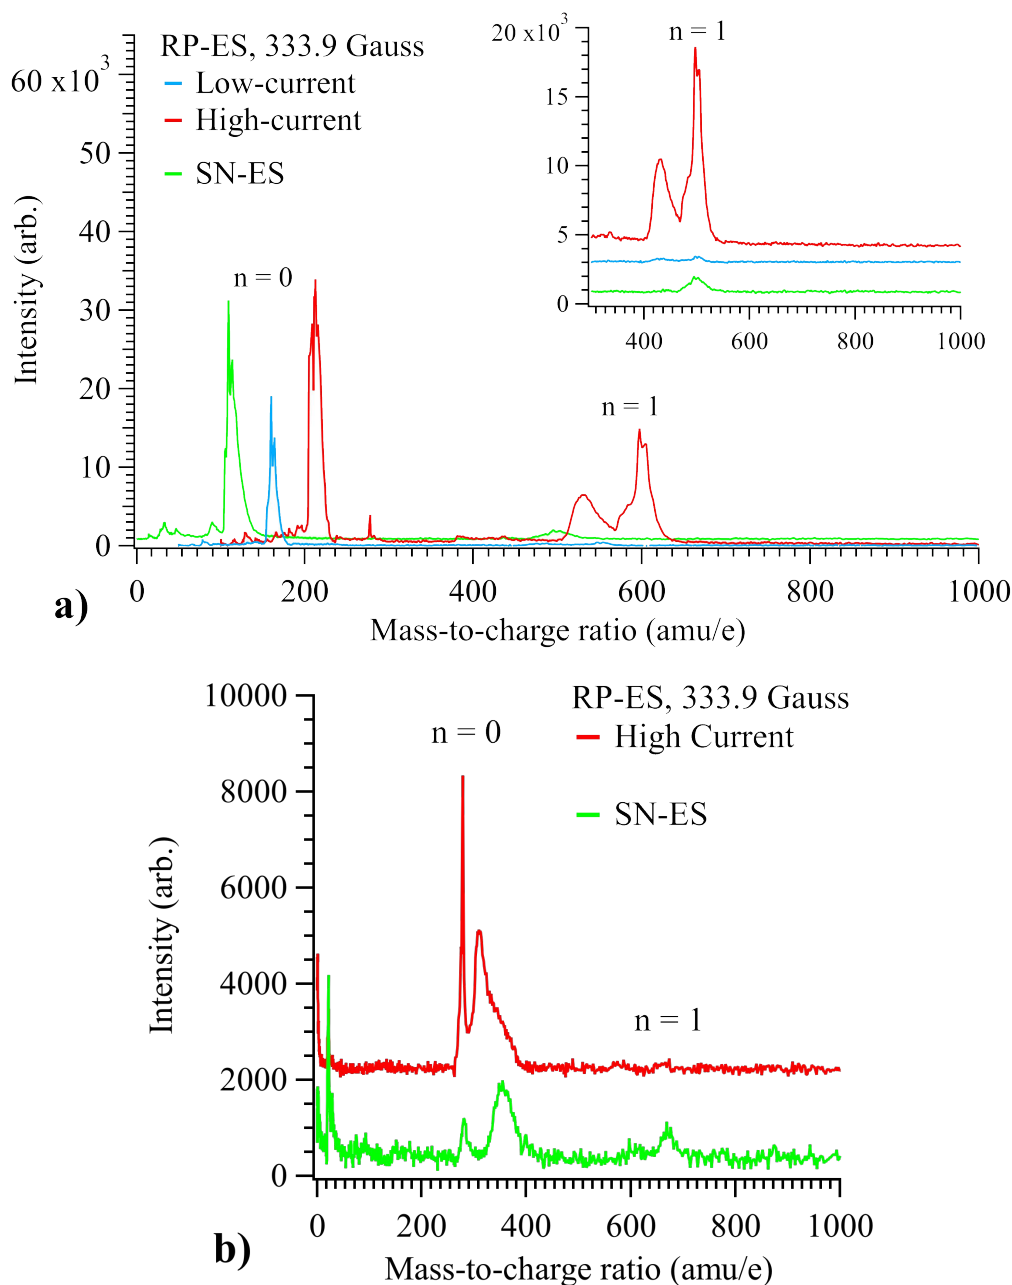 RP-ES, 333.9 Gauss
Low-current
High-current
SN-ES
60 x10³
50
40
30
20
10
0
Intensity (arb.)
n = 0
n = 1
0
200
400
600
800
1000
Mass-to-charge ratio (amu/e)
a)
20 x10³
15
10
5
0
n = 1
400
600
800
1000
RP-ES, 333.9 Gauss
High Current
SN-ES
10000
8000
6000
4000
2000
0
Intensity (arb.)
n = 0
n = 1
0
200
400
600
800
1000
Mass-to-charge ratio (amu/e)
b)